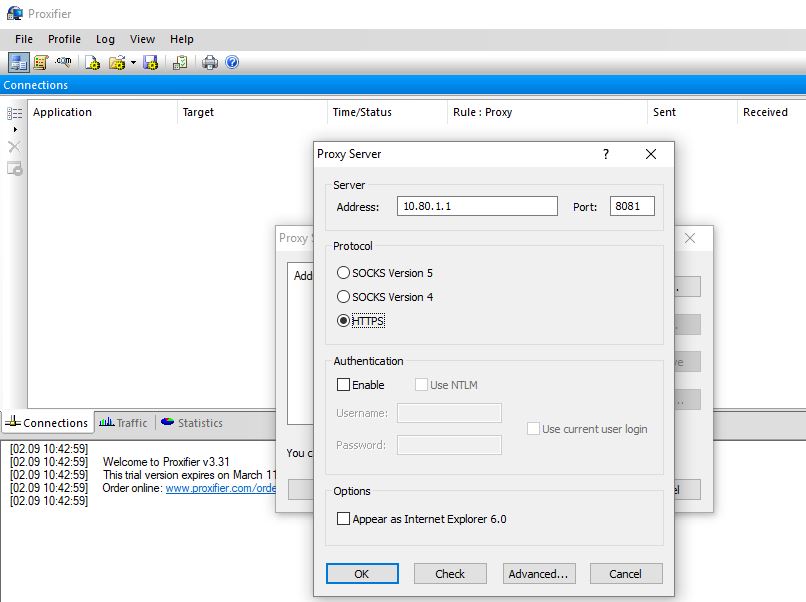 Proxifier
File Profile Log View Help
Connections
Application Target Time/Status Rule : Proxy Sent Received
Proxy Server
Server
Address: 10.80.1.1 Port: 8081
Protocol
SOCKS Version 5
SOCKS Version 4
HTTPS
Authentication
Enable Use NTLM
Username:
Use current user login
Password:
Options
Appear as Internet Explorer 6.0
OK Check Advanced... Cancel
Proxy
Add
You c
Connections Traffic Statistics
[02.09 10:42:59]
[02.09 10:42:59] Welcome to Proxifier v3.31
[02.09 10:42:59] This trial version expires on March 11
[02.09 10:42:59] Order online: www.proxifier.com/orde
[02.09 10:42:59]